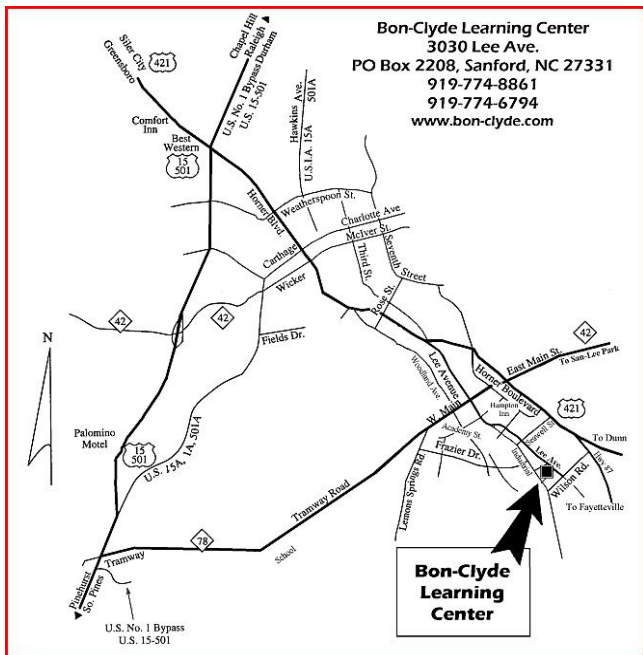 Bon-Clyde Learning Center
3030 Lee Ave.
PO Box 2208, Sanford, NC 27331
919-774-8861
919-774-6794
www.bon-clyde.com
Siler City
Greensboro
421
Chapel Hill
Raleigh
Durham
U.S. No. 1 Bypass
U.S. 15-501
Comfort
Inn
Best
Western
15
501
Hawkins Ave.
U.S.I.A. 15A
501A
Horner Blvd.
Weatherspoon St.
Charlotte Ave
Carthage
McIver St.
Third St.
Seventh
Street
Wicker
Rose St.
42
42
Fields Dr.
N
Woodland Ave.
Lee Avenue
42
East Main St.
To San-Lee Park
Horner Boulevard
Hampton
Inn
421
W. Main
Academy St.
Seawell St
Palomino
Motel
15
501
U.S. 15A, 1A, 501A
Frazier Dr.
Industrial
Lee Ave.
To Dunn
Hwy 87
Wilson Rd.
To Fayetteville
Lemons Springs Rd.
Tramway Road
78
School
Tramway
Pinehurst
So. Pines
U.S. No. 1 Bypass
U.S. 15-501
Bon-Clyde
Learning
Center